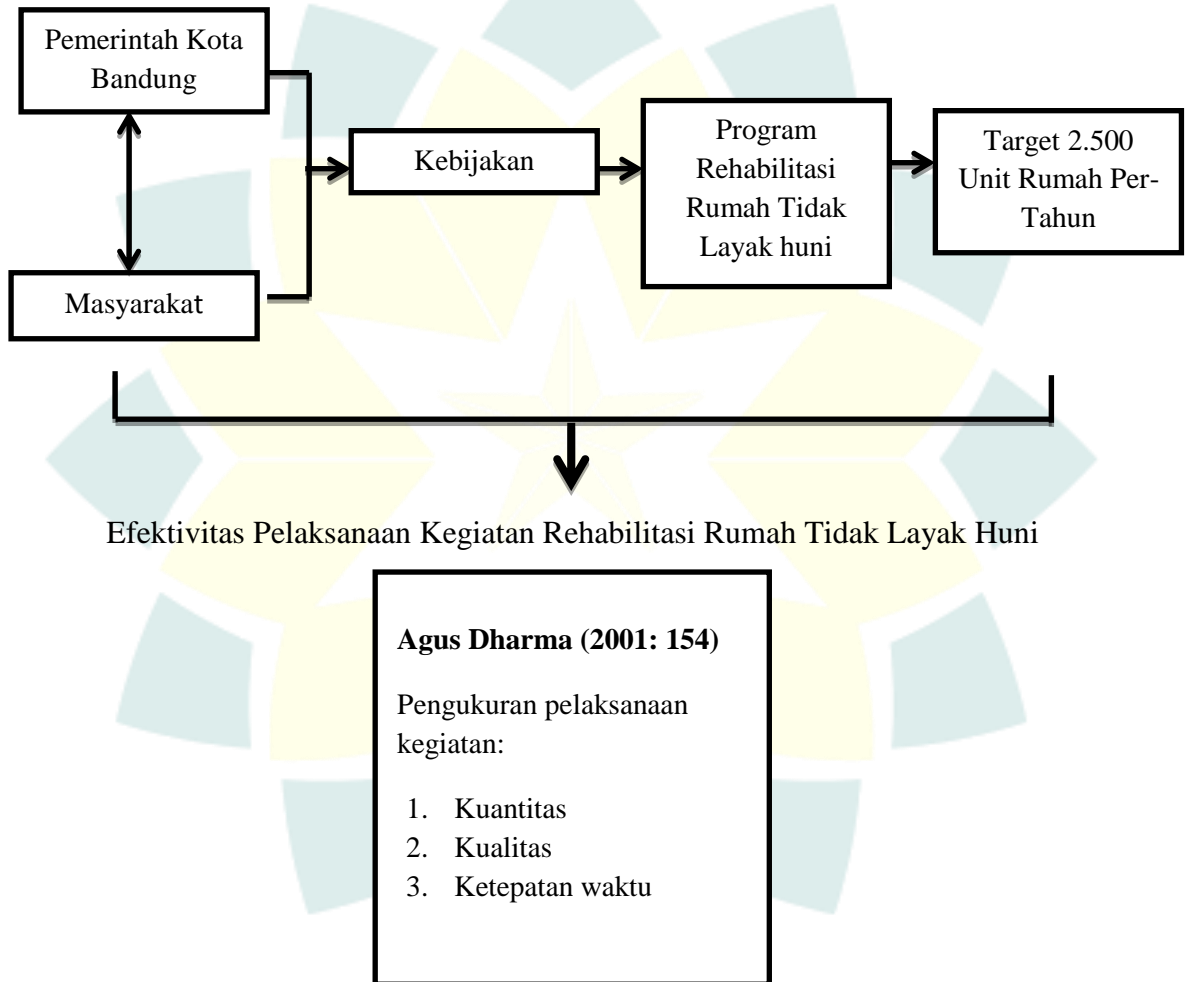 Pemerintah Kota
Bandung
Masyarakat
Kebijakan
Program
Rehabilitasi
Rumah Tidak
Layak huni
Target 2.500
Unit Rumah Per-
Tahun
Efektivitas Pelaksanaan Kegiatan Rehabilitasi Rumah Tidak Layak Huni
Agus Dharma (2001: 154)
Pengukuran pelaksanaan
kegiatan:
1. Kuantitas
2. Kualitas
3. Ketepatan waktu